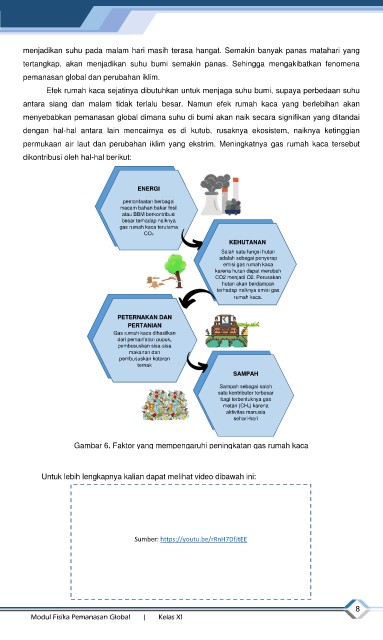 menjadikan suhu pada malam hari masih terasa hangat. Semakin banyak panas matahari yang
tertangkap, akan menjadikan suhu bumi semakin panas. Sehingga mengakibatkan fenomena
pemanasan global dan perubahan iklim.
Efek rumah kaca sejatinya dibutuhkan untuk menjaga suhu bumi, supaya perbedaan suhu
antara siang dan malam tidak terlalu besar. Namun efek rumah kaca yang berlebihan akan
menyebabkan pemanasan global dimana suhu di bumi akan naik secara signifikan yang ditandai
dengan hal-hal antara lain mencairnya es di kutub, rusaknya ekosistem, naiknya ketinggian
permukaan air laut dan perubahan iklim yang ekstrim. Meningkatnya gas rumah kaca tersebut
dikontribusi oleh hal-hal berikut:
ENERGI
pemanfaatan berbagai
macam bahan bakar fosil
atau BBM berkontribusi
besar terhadap naiknya
gas rumah kaca terutama
CO₂
KEHUTANAN
Salah satu fungsi hutan
adalah sebagai penyerap
emisi gas rumah kaca
karena hutan dapat merubah
CO2 menjadi O2. Perusakan
hutan akan berdampak
terhadap naiknya emisi gas
rumah kaca.
PETERNAKAN DAN
PERTANIAN
Gas rumah kaca dihasilkan
dari pemanfaatan pupuk,
pembusukan sisa-sisa
makanan dan
pembusukan kotoran
ternak
SAMPAH
Sampah sebagai salah
satu kontributor terbesar
bagi terbentuknya gas
metan (CH₄) karena
aktivitas manusia
sehari-hari
Gambar 6. Faktor yang mempengaruhi peningkatan gas rumah kaca
Untuk lebih lengkapnya kalian dapat melihat video dibawah ini:
Sumber: https://youtu.be/rRnH7DfJtEE
8
Modul Fisika Pemanasan Global | Kelas XI